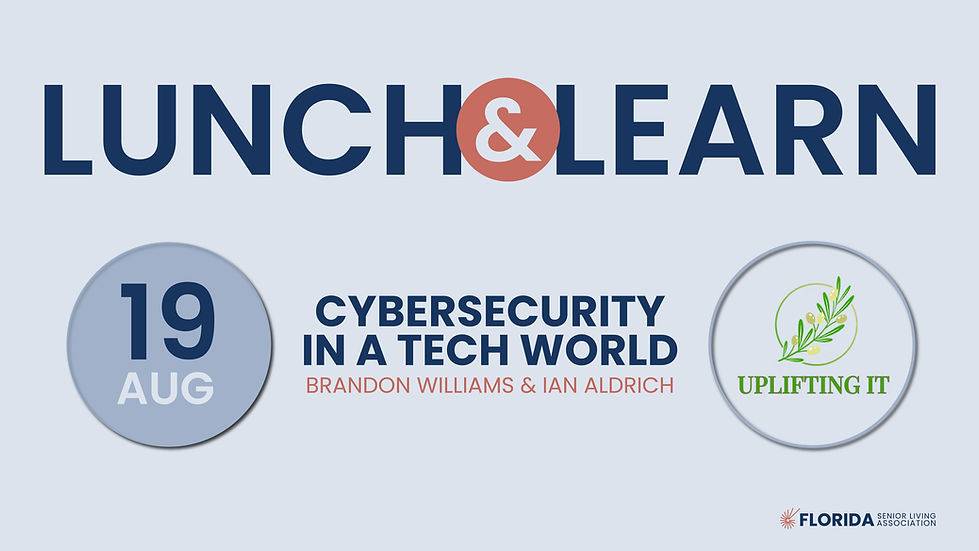 LUNCH & LEARN
19
AUG
CYBERSECURITY
IN A TECH WORLD
BRANDON WILLIAMS & IAN ALDRICH
UPLIFTING IT
FLORIDA SENIOR LIVING
ASSOCIATION